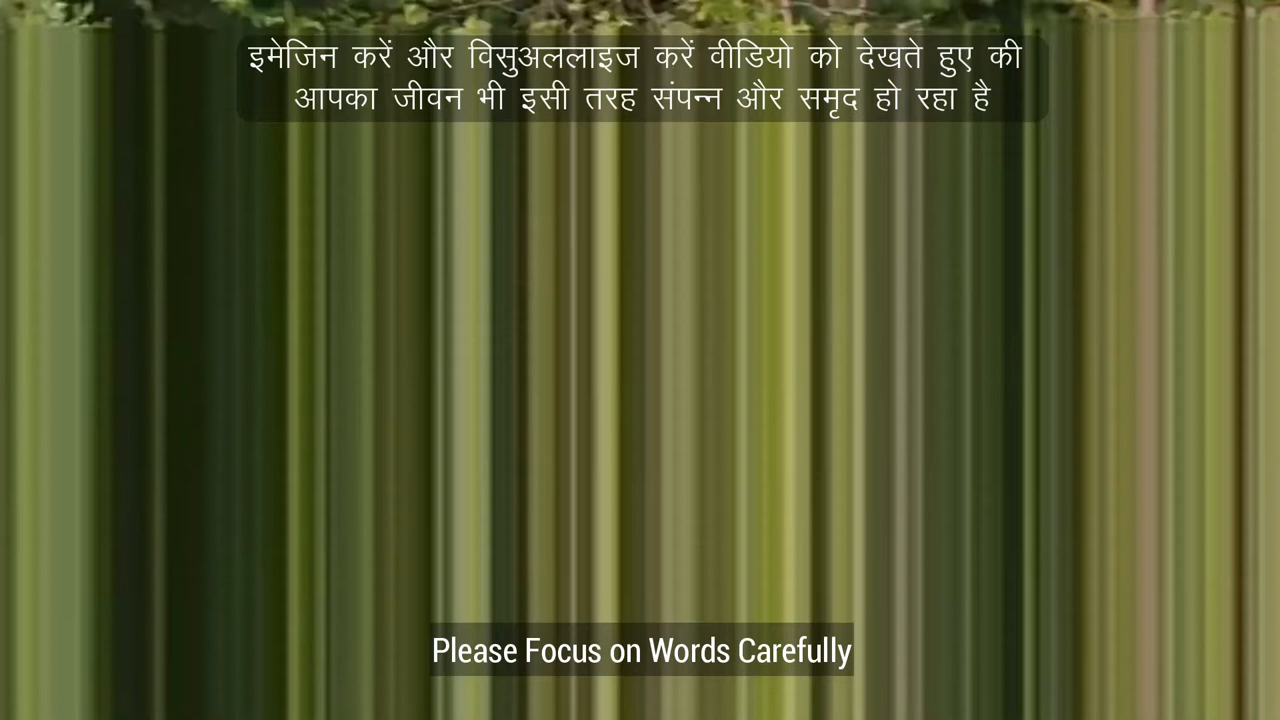 इमेजिन करें और विसुअललाइज करें वीडियो को देखते हुए की
आपका जीवन भी इसी तरह संपन्न और समृद हो रहा है
Please Focus on Words Carefully